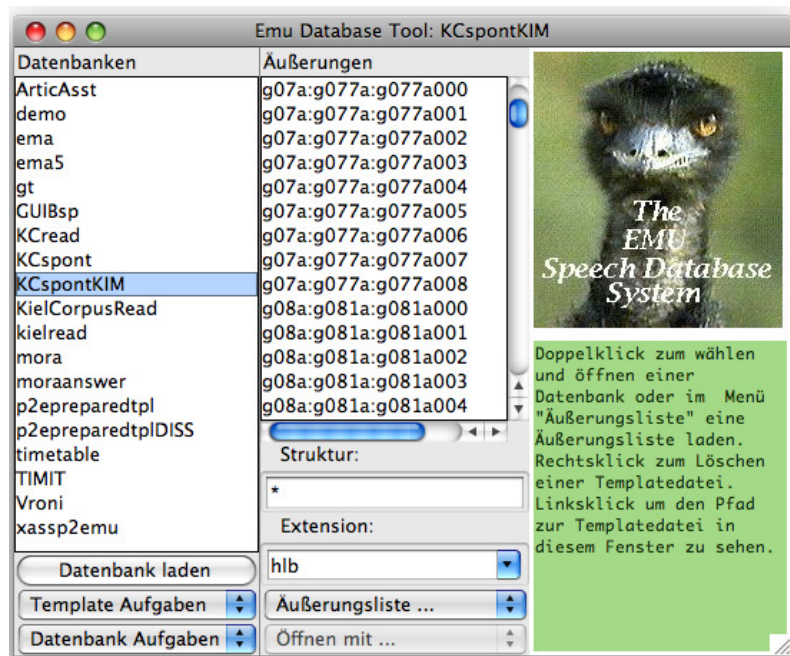 Emu Database Tool: KCspontKIM
Datenbanken
ArticAsst
demo
ema
ema5
gt
GUIBsp
KCread
KCspont
KCspontKIM
KielCorpusRead
kielread
mora
moraanswer
p2epreparedtpl
p2epreparedtplDISS
timetable
TIMIT
Vroni
xassp2emu
Datenbank laden
Template Aufgaben
Datenbank Aufgaben
Äußerungen
g07a:g077a:g077a000
g07a:g077a:g077a001
g07a:g077a:g077a002
g07a:g077a:g077a003
g07a:g077a:g077a004
g07a:g077a:g077a005
g07a:g077a:g077a006
g07a:g077a:g077a007
g07a:g077a:g077a008
g08a:g081a:g081a000
g08a:g081a:g081a001
g08a:g081a:g081a002
g08a:g081a:g081a003
g08a:g081a:g081a004
Struktur:
*
Extension:
hlb
Äußerungsliste ...
Öffnen mit ...
The
EMU
Speech Database
System
Doppelklick zum wählen
und öffnen einer
Datenbank oder im Menü
"Äußerungsliste" eine
Äußerungsliste laden.
Rechtsklick zum Löschen
einer Templatedatei.
Linksklick um den Pfad
zur Templatedatei in
diesem Fenster zu sehen.